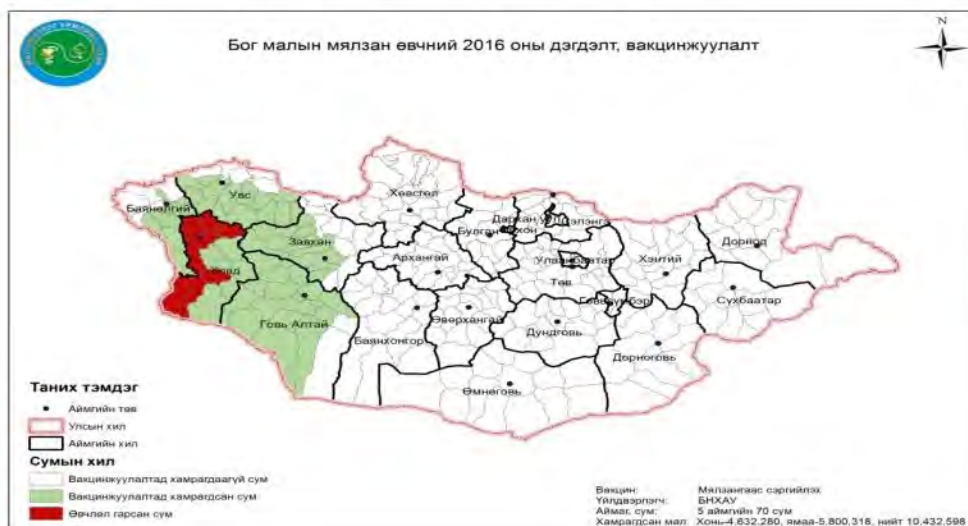 N
Бог малын мялзан өвчний 2016 оны дэгдэлт, вакцинжуулалт
Увс
Хөвсгөл
Баянөлгий
Дархан Уул
Сэлэнгэ
Орхон
Булган
Завхан
Дорнод
Архангай
Улаанбаатар
Хэнтий
Ховд
Төв
Сүхбаатар
Говьсүмбэр
Говь Алтай
Өвөрхангай
Дундговь
Баянхонгор
Дорноговь
Өмнөговь
Таних тэмдэг
Аймгийн төв
Улсын хил
Аймгийн хил
Сумын хил
Вакцинжуулалтад хамрагдаагүй сум
Вакцинжуулалтад хамрагдсан сум
Өвчлөл гарсан сум
Вакцин: Мялзангаас сэргийлэх
Үйлдвэрлэгч: БНХАУ
Аймаг, сум: 5 аймгийн 70 сум
Хамрагдсан мал: Хонь-4.632.280, ямаа-5.800.318, нийт 10.432.598